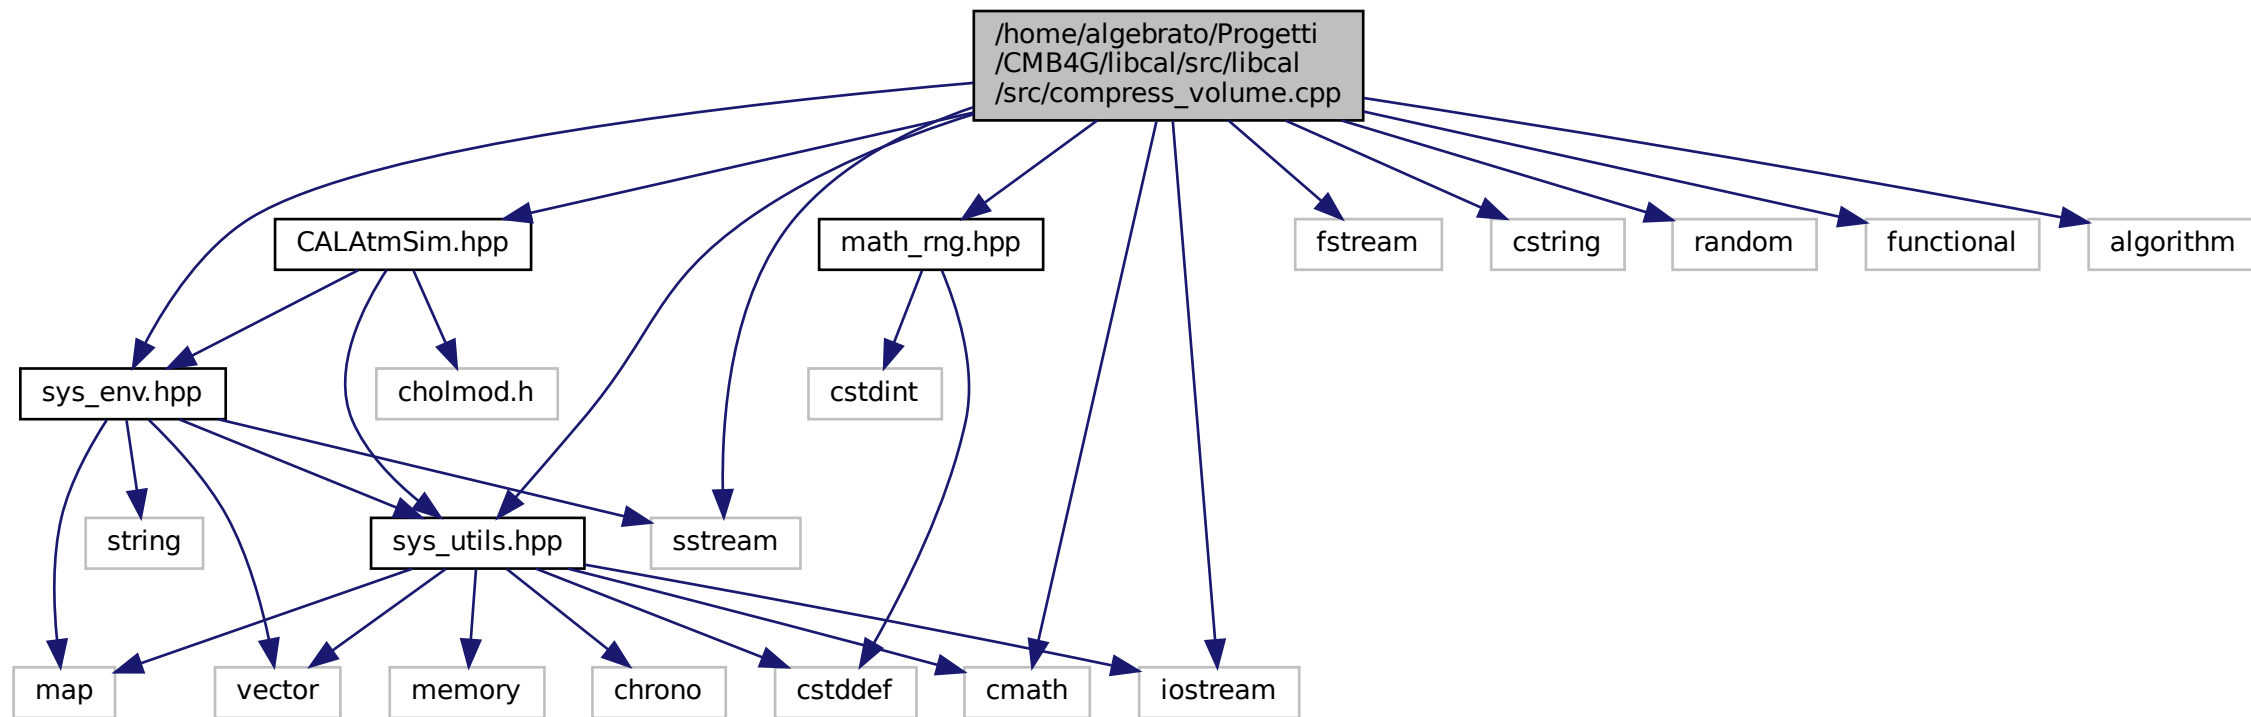 /home/algebrato/Progetti
/CMB4G/libcal/src/libcal
/src/compress_volume.cpp
CALAtmSim.hpp
math_rng.hpp
fstream
cstring
random
functional
algorithm
sys_env.hpp
cholmod.h
cstdint
string
sys_utils.hpp
sstream
map
vector
memory
chrono
cstddef
cmath
iostream